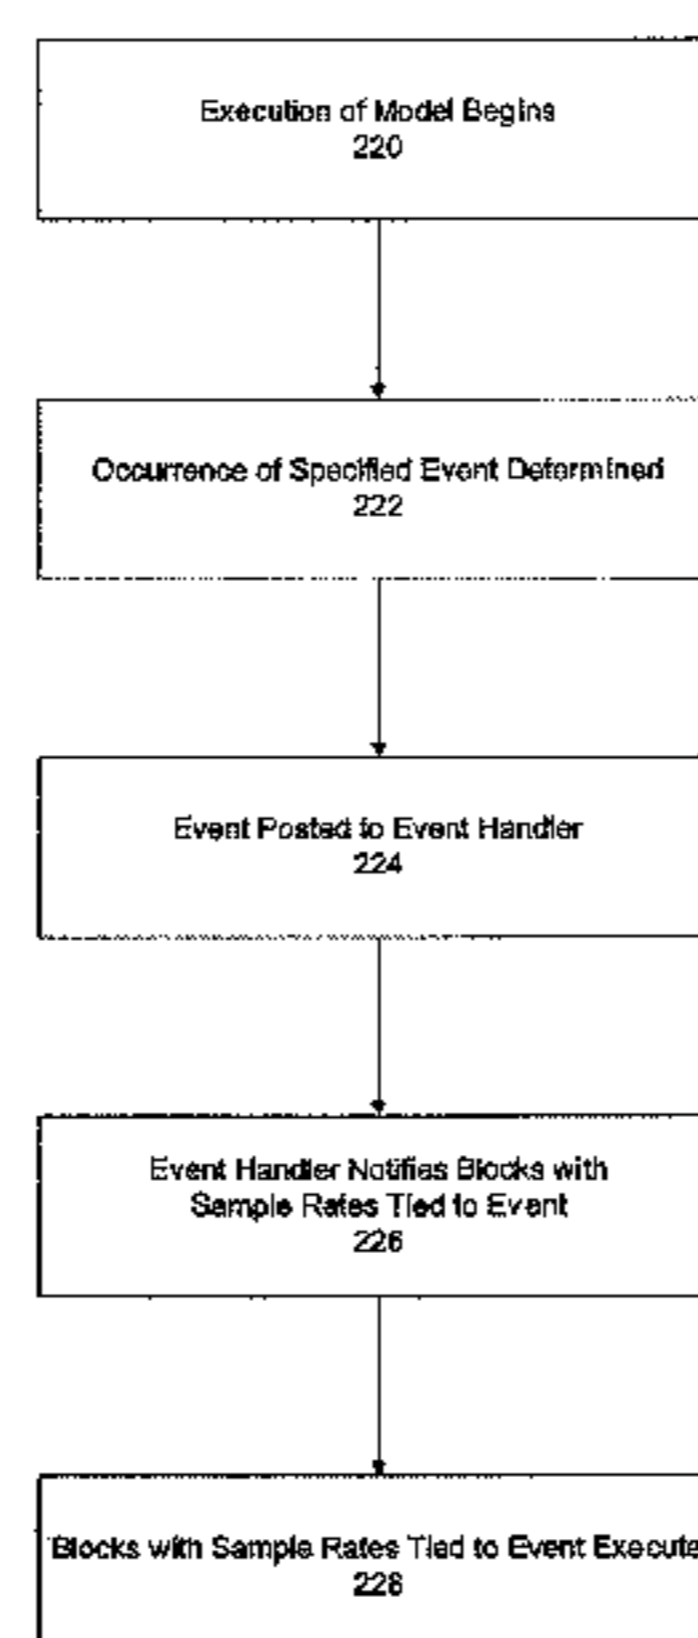 Execution of Model Begins
220
Occurrence of Specified Event Determined
222
Event Posted to Event Handler
224
Event Handler Notifies Blocks with
Sample Rates Tied to Event
226
Blocks with Sample Rates Tied to Event Execute
228